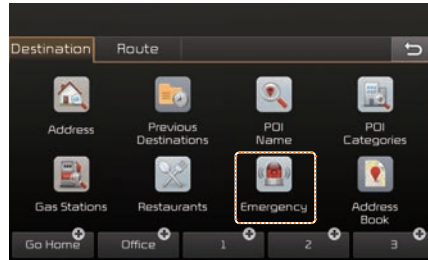 Destination Route
Address Previous Destinations POI Name POI Categories
Gas Stations Restaurants Emergency Address Book
Go Home Office 1 2 3